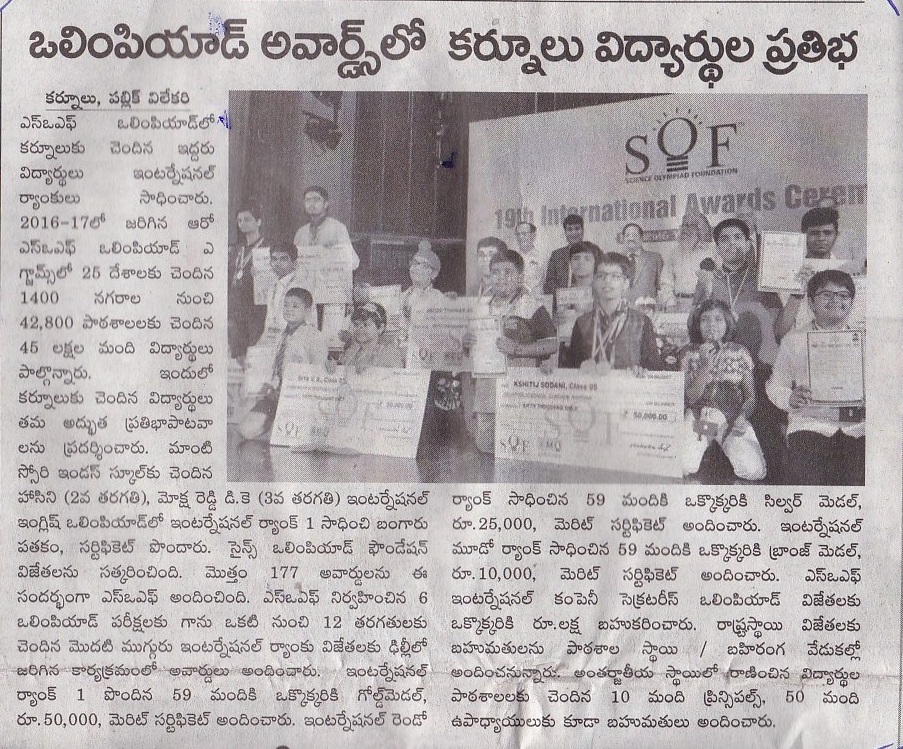 ఒలింపియాడ్ అవార్డ్స్‌లో కర్నూలు విద్యార్థుల ప్రతిభ
కర్నూలు, పబ్లిక్ విలేకరి
ఎస్ఒఎఫ్ ఒలింపియాడ్‌లో
కర్నూలుకు చెందిన ఇద్దరు
విద్యార్థులు ఇంటర్నేషనల్
ర్యాంకులు సాధించారు.
2016-17లో జరిగిన ఆరో
ఎస్ఒఎఫ్ ఒలింపియాడ్ ఎ
గ్జామ్స్‌లో 25 దేశాలకు చెందిన
1400 నగరాల నుంచి
42,800 పాఠశాలలకు చెందిన
45 లక్షల మంది విద్యార్థులు
పాల్గొన్నారు. ఇందులో
కర్నూలుకు చెందిన విద్యార్థులు
తమ అద్భుత ప్రతిభాపాటవా
లను ప్రదర్శించారు. మాంటి
స్సోరి ఇండస్ స్కూల్‌కు చెందిన
హాసిని (2వ తరగతి), మోక్ష రెడ్డి డి.కె (3వ తరగతి) ఇంటర్నేషనల్
ఇంగ్లిష్ ఒలింపియాడ్‌లో ఇంటర్నేషనల్ ర్యాంక్ 1 సాధించి బంగారు
పతకం, సర్టిఫికెట్ పొందారు. సైన్స్ ఒలింపియాడ్ ఫౌండేషన్
విజేతలను సత్కరించింది. మొత్తం 177 అవార్డులను ఈ
సందర్భంగా ఎస్ఒఎఫ్ అందించింది. ఎస్ఒఎఫ్ నిర్వహించిన 6
ఒలింపియాడ్ పరీక్షలకు గాను ఒకటి నుంచి 12 తరగతులకు
చెందిన మొదటి ముగ్గురు ఇంటర్నేషనల్ ర్యాంకు విజేతలకు ఢిల్లీలో
జరిగిన కార్యక్రమంలో అవార్డులు అందించారు. ఇంటర్నేషనల్
ర్యాంక్ 1 పొందిన 59 మందికి ఒక్కొక్కరికి గోల్డ్‌మెడల్,
రూ.50,000, మెరిట్ సర్టిఫికెట్ అందించారు. ఇంటర్నేషనల్ రెండో
ర్యాంక్ సాధించిన 59 మందికి ఒక్కొక్కరికి సిల్వర్ మెడల్,
రూ.25,000, మెరిట్ సర్టిఫికెట్ అందించారు. ఇంటర్నేషనల్
మూడో ర్యాంక్ సాధించిన 59 మందికి ఒక్కొక్కరికి బ్రాంజ్ మెడల్,
రూ.10,000, మెరిట్ సర్టిఫికెట్ అందించారు. ఎస్ఒఎఫ్
ఇంటర్నేషనల్ కంపెనీ సెక్రటరీస్ ఒలింపియాడ్ విజేతలకు
ఒక్కొక్కరికి రూ.లక్ష బహుకరించారు. రాష్ట్రస్థాయి విజేతలకు
బహుమతులను పాఠశాల స్థాయి / బహిరంగ వేడుకల్లో
అందించనున్నారు. అంతర్జాతీయ స్థాయిలో రాణించిన విద్యార్థుల
పాఠశాలలకు చెందిన 10 మంది ప్రిన్సిపల్స్, 50 మంది
ఉపాధ్యాయులుకు కూడా బహుమతులు అందించారు.
SOF
SCIENCE OLYMPIAD FOUNDATION
19th International Awards Cerem
KSHITIJ SODANI, Class 05
50,000.00
SOF
SOF